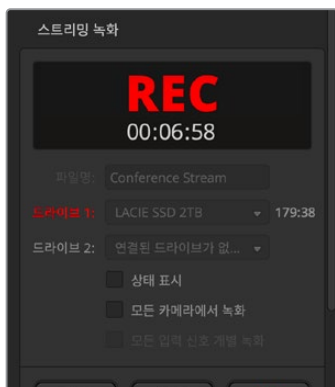 스트리밍 녹화
REC
00:06:58
파일명: Conference Stream
드라이브 1: LACIE SSD 2TB 179:38
드라이브 2: 연결된 드라이브가 없...
상태 표시
모든 카메라에서 녹화
모든 입력 신호 개별 녹화